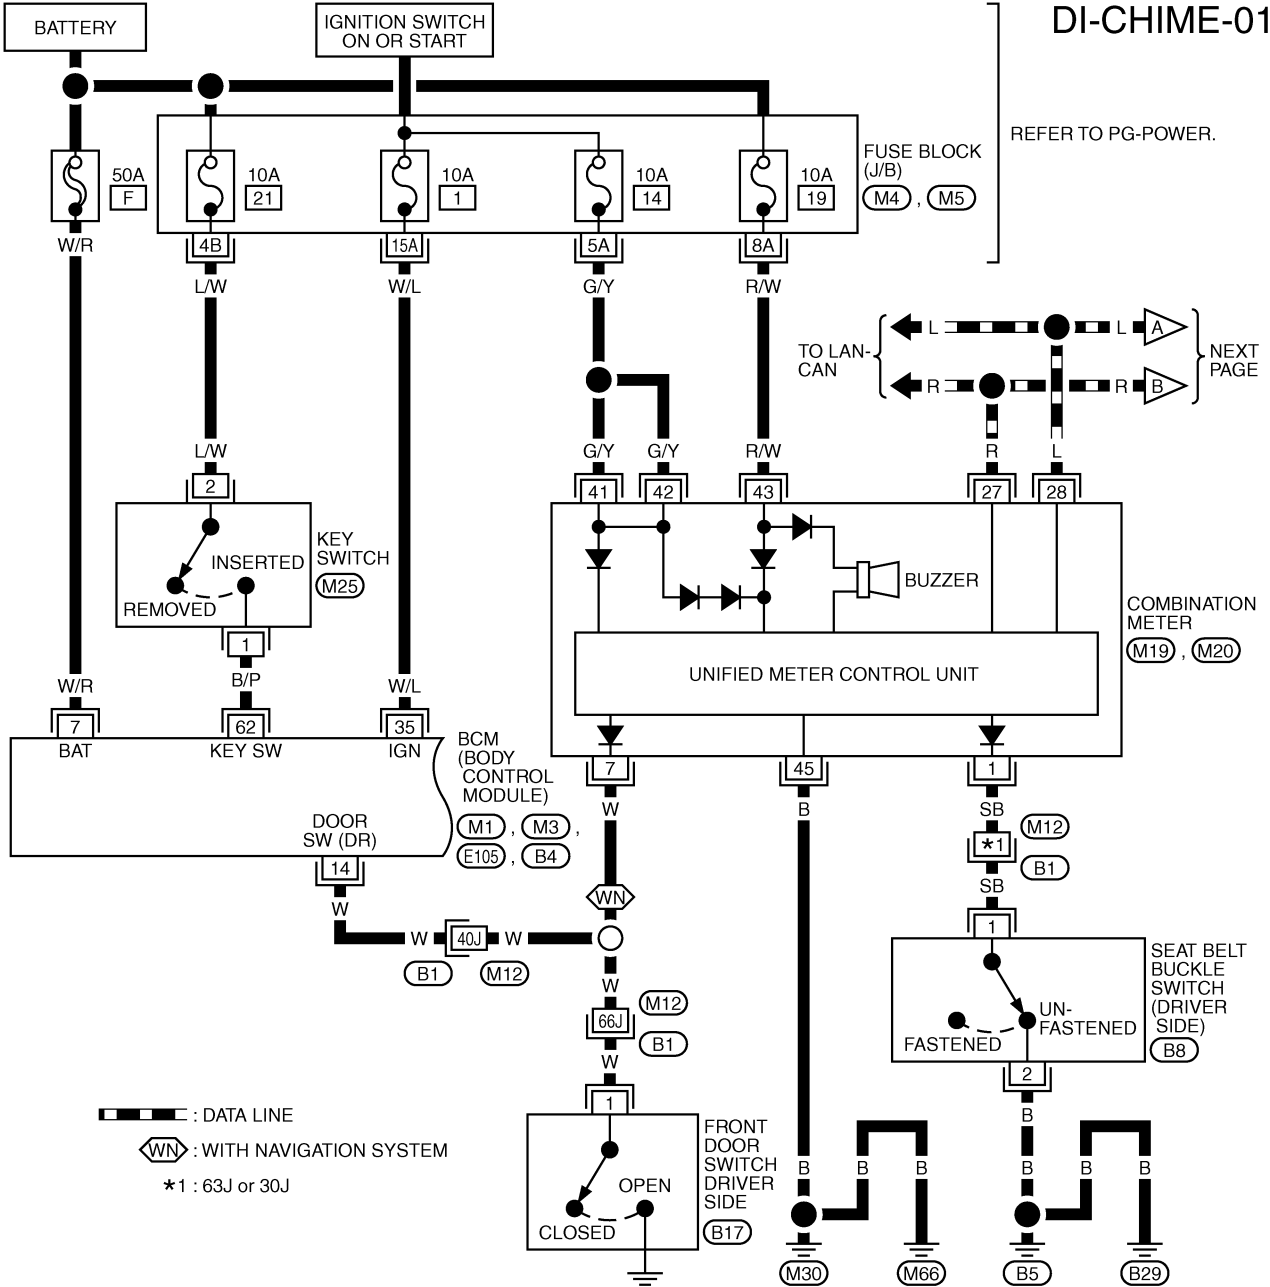 DI-CHIME-01
BATTERY
IGNITION SWITCH
ON OR START
REFER TO PG-POWER.
FUSE BLOCK
(J/B)
M4 , M5
50A
F
10A
21
10A
1
10A
14
10A
19
W/R
4B
15A
5A
8A
L/W
W/L
G/Y
R/W
TO LAN-
CAN
L
L
A
R
R
B
NEXT
PAGE
L/W
G/Y
G/Y
R/W
R
L
2
41
42
43
27
28
KEY
SWITCH
M25
INSERTED
REMOVED
1
B/P
BUZZER
COMBINATION
METER
M19 , M20
UNIFIED METER CONTROL UNIT
W/R
W/L
7
62
35
BAT
KEY SW
IGN
BCM
(BODY
CONTROL
MODULE)
M1 , M3 ,
E105 , B4
DOOR
SW (DR)
14
W
7
45
1
W
B
SB
M12
*1
B1
SB
WN
W
40J
W
B1
M12
W
M12
66J
B1
W
1
SEAT BELT
BUCKLE
SWITCH
(DRIVER
SIDE)
B8
UN-
FASTENED
FASTENED
2
B
1
FRONT
DOOR
SWITCH
DRIVER
SIDE
B17
OPEN
CLOSED
: DATA LINE
WN : WITH NAVIGATION SYSTEM
*1 : 63J or 30J
B
B
B
B
B
B
M30
M66
B5
B29